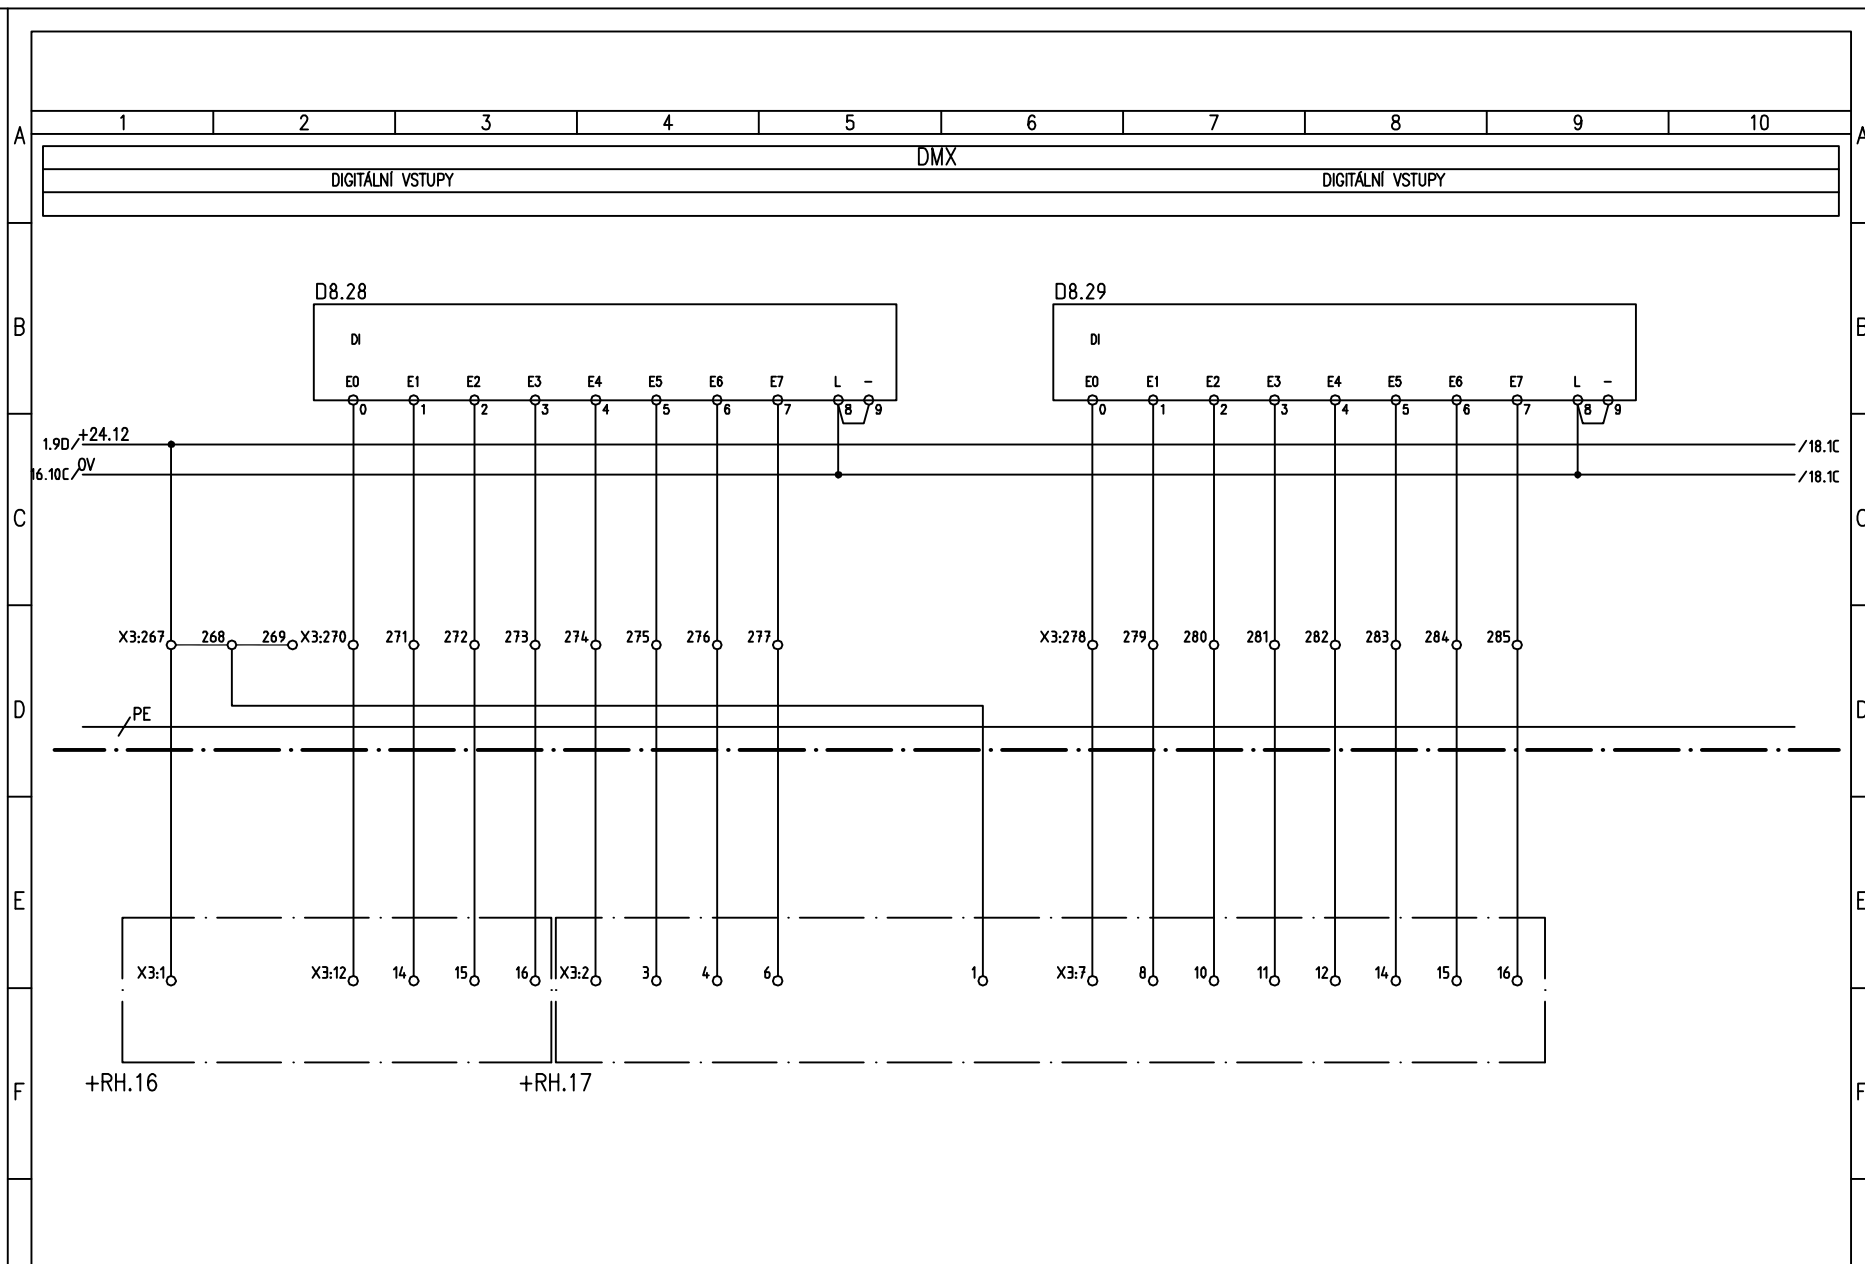 1 2 3 4 5 6 7 8 9 10
A A
DMX
DIGITÁLNÍ VSTUPY DIGITÁLNÍ VSTUPY
D8.28 D8.29
B B
DI DI
E0 E1 E2 E3 E4 E5 E6 E7 L - E0 E1 E2 E3 E4 E5 E6 E7 L -
0 1 2 3 4 5 6 7 8 9 0 1 2 3 4 5 6 7 8 9
1.9D/ +24.12 /18.1C
16.10C/ 0V /18.1C
C C
X3:267 268 269 X3:270 271 272 273 274 275 276 277 X3:278 279 280 281 282 283 284 285
D D
PE
E E
X3:1 X3:12 14 15 16 X3:2 3 4 6 1 X3:7 8 10 11 12 14 15 16
+RH.16 +RH.17
F F